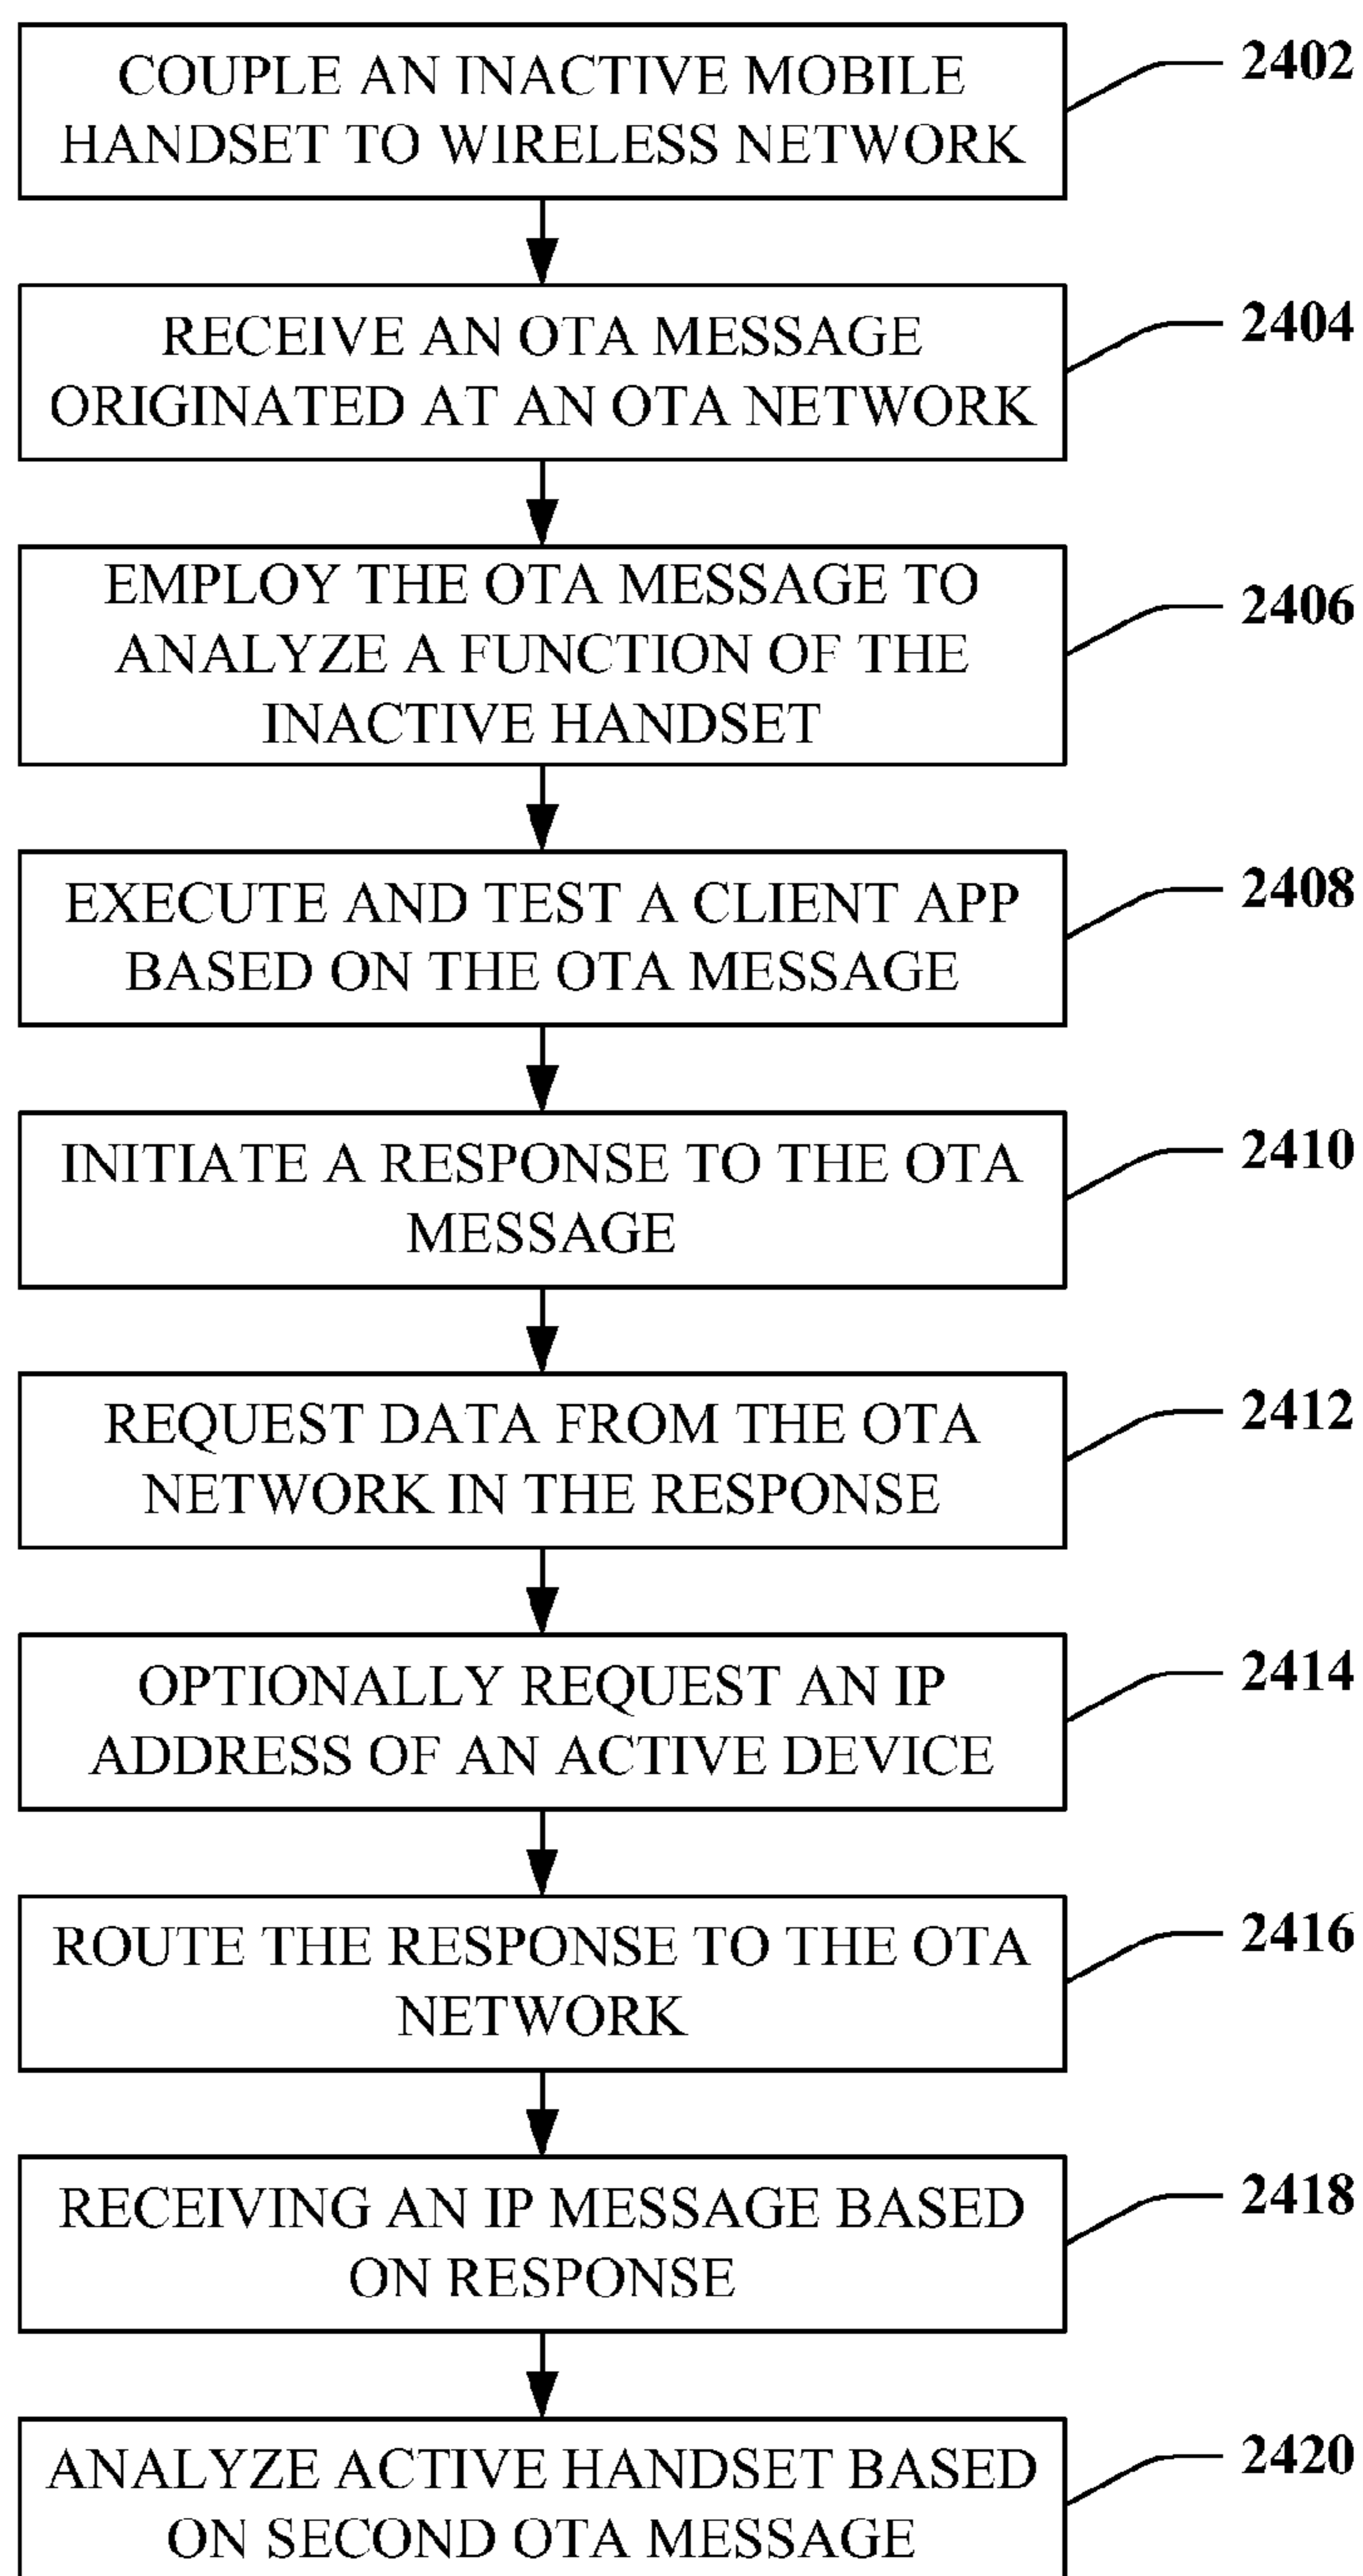 COUPLE AN INACTIVE MOBILE
HANDSET TO WIRELESS NETWORK
2402
RECEIVE AN OTA MESSAGE
ORIGINATED AT AN OTA NETWORK
2404
EMPLOY THE OTA MESSAGE TO
ANALYZE A FUNCTION OF THE
INACTIVE HANDSET
2406
EXECUTE AND TEST A CLIENT APP
BASED ON THE OTA MESSAGE
2408
INITIATE A RESPONSE TO THE OTA
MESSAGE
2410
REQUEST DATA FROM THE OTA
NETWORK IN THE RESPONSE
2412
OPTIONALLY REQUEST AN IP
ADDRESS OF AN ACTIVE DEVICE
2414
ROUTE THE RESPONSE TO THE OTA
NETWORK
2416
RECEIVING AN IP MESSAGE BASED
ON RESPONSE
2418
ANALYZE ACTIVE HANDSET BASED
ON SECOND OTA MESSAGE
2420